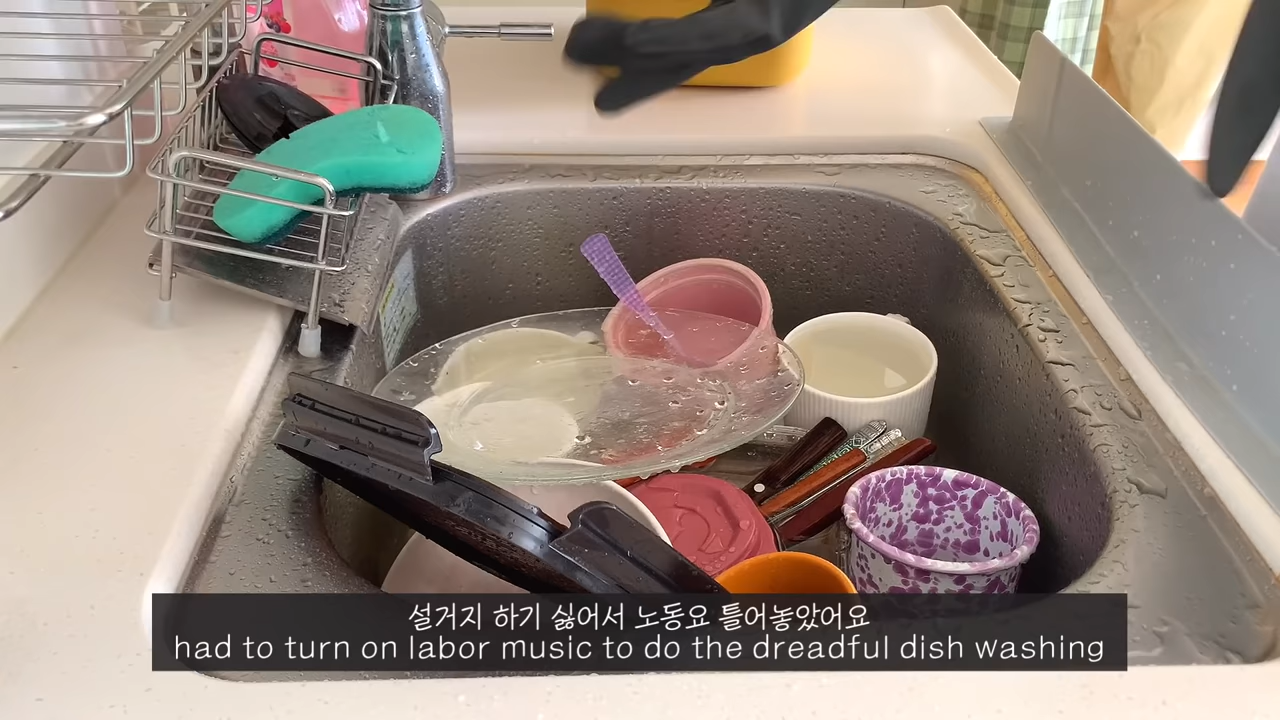 설거지 하기 싫어서 노동요 틀어놓았어요
had to turn on labor music to do the dreadful dish washing